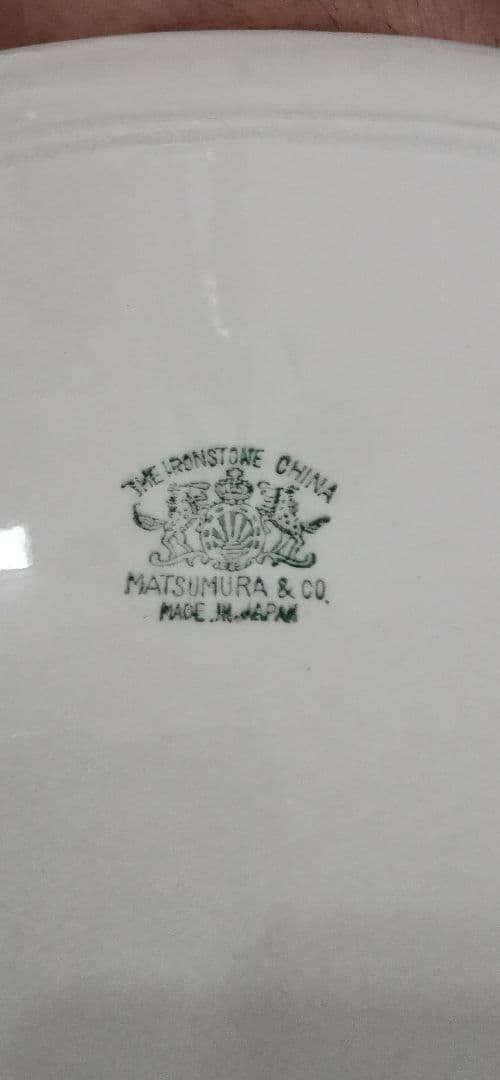 THE IRONSTONE CHINA
MATSUMURA & CO.
MADE IN JAPAN